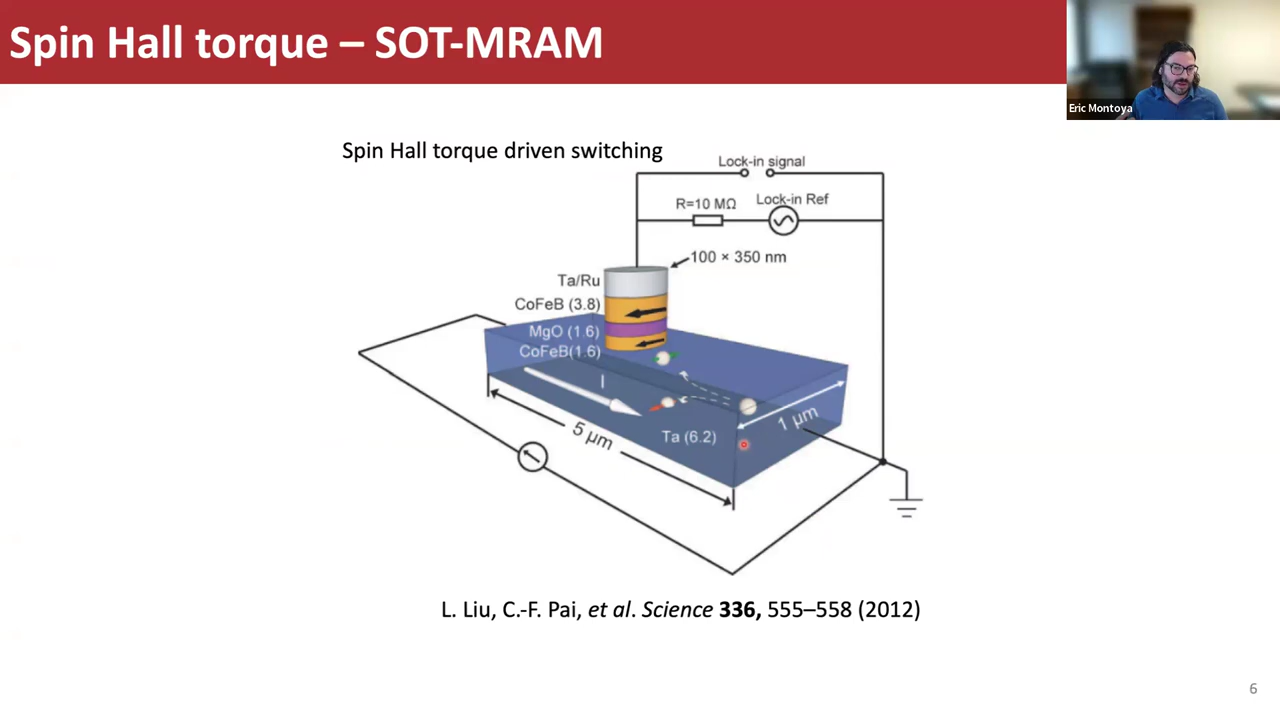 Spin Hall torque – SOT-MRAM
Eric Montoya
Spin Hall torque driven switching
Lock-in signal
R=10 MΩ
Lock-in Ref
100 × 350 nm
Ta/Ru
CoFeB (3.8)
MgO (1.6)
CoFeB(1.6)
I
5 µm
Ta (6.2)
1 µm
L. Liu, C.-F. Pai, et al. Science 336, 555–558 (2012)
6